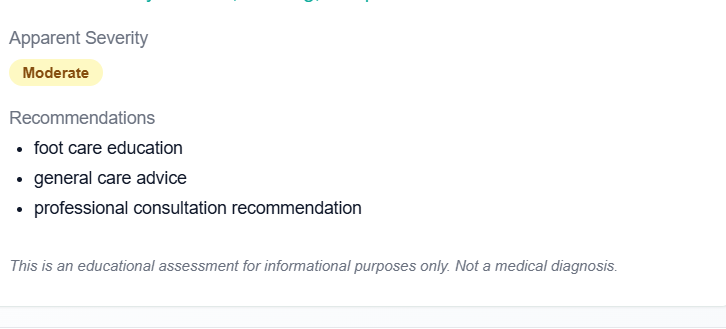 Apparent Severity
Moderate
Recommendations
• foot care education
• general care advice
• professional consultation recommendation
This is an educational assessment for informational purposes only. Not a medical diagnosis.